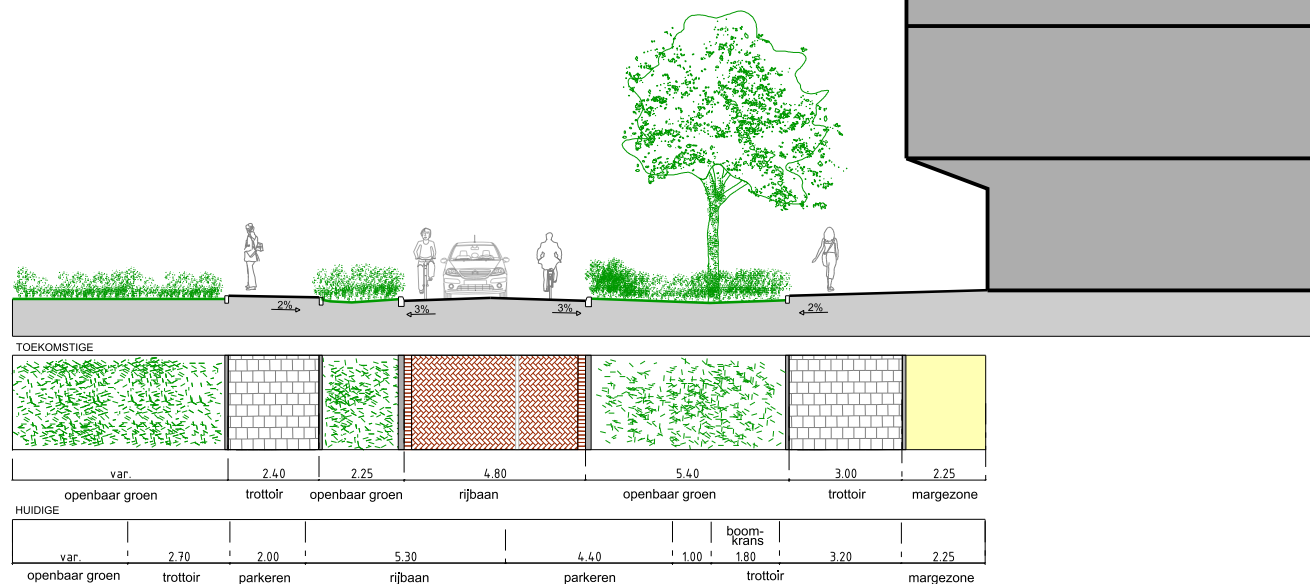 2% 3% 3% 2%
TOEKOMSTIGE
var. 2.40 2.25 4.80 5.40 3.00 2.25
openbaar groen trottoir openbaar groen rijbaan openbaar groen trottoir margezone
HUIDIGE
boom-
krans
var. 2.70 2.00 5.30 4.40 1.00 1.80 3.20 2.25
openbaar groen trottoir parkeren rijbaan parkeren trottoir margezone